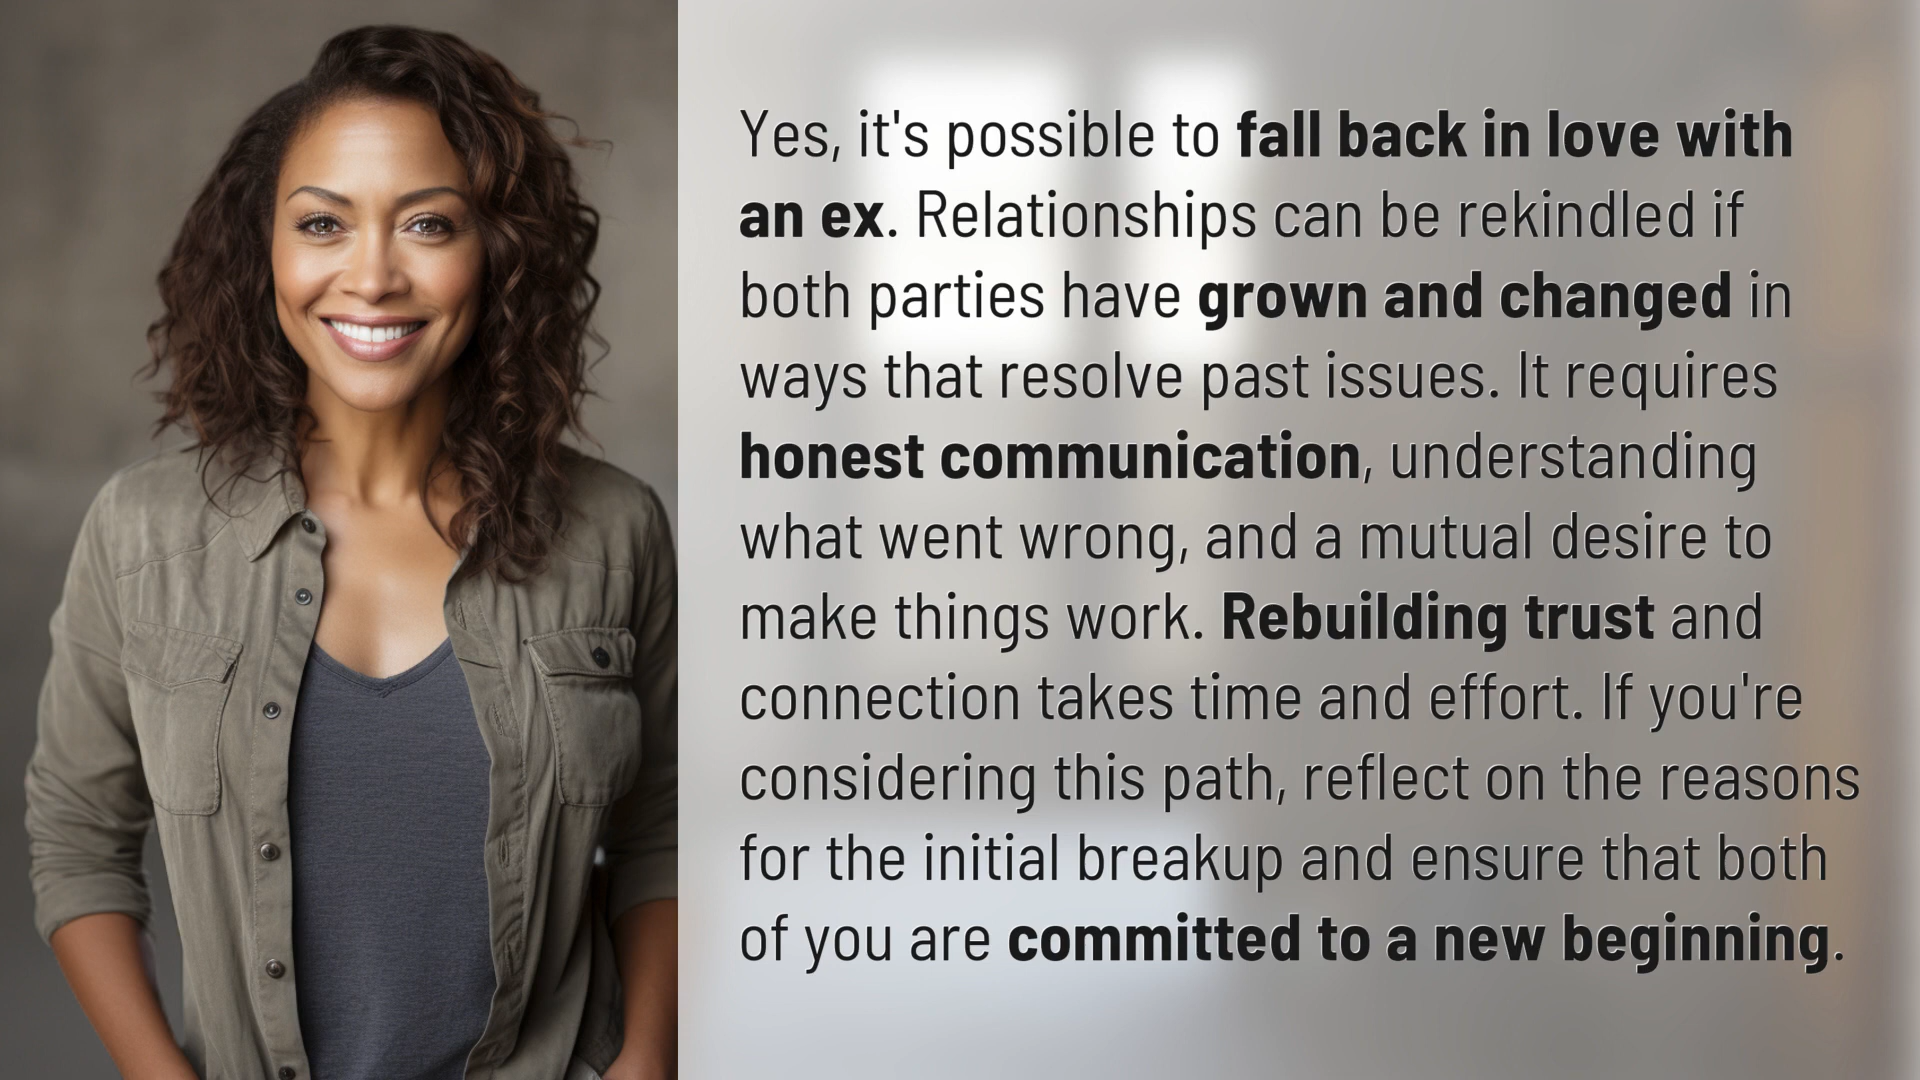 Yes, it's possible to fall back in love with
an ex. Relationships can be rekindled if
both parties have grown and changed in
ways that resolve past issues. It requires
honest communication, understanding
what went wrong, and a mutual desire to
make things work. Rebuilding trust and
connection takes time and effort. If you're
considering this path, reflect on the reasons
for the initial breakup and ensure that both
of you are committed to a new beginning.